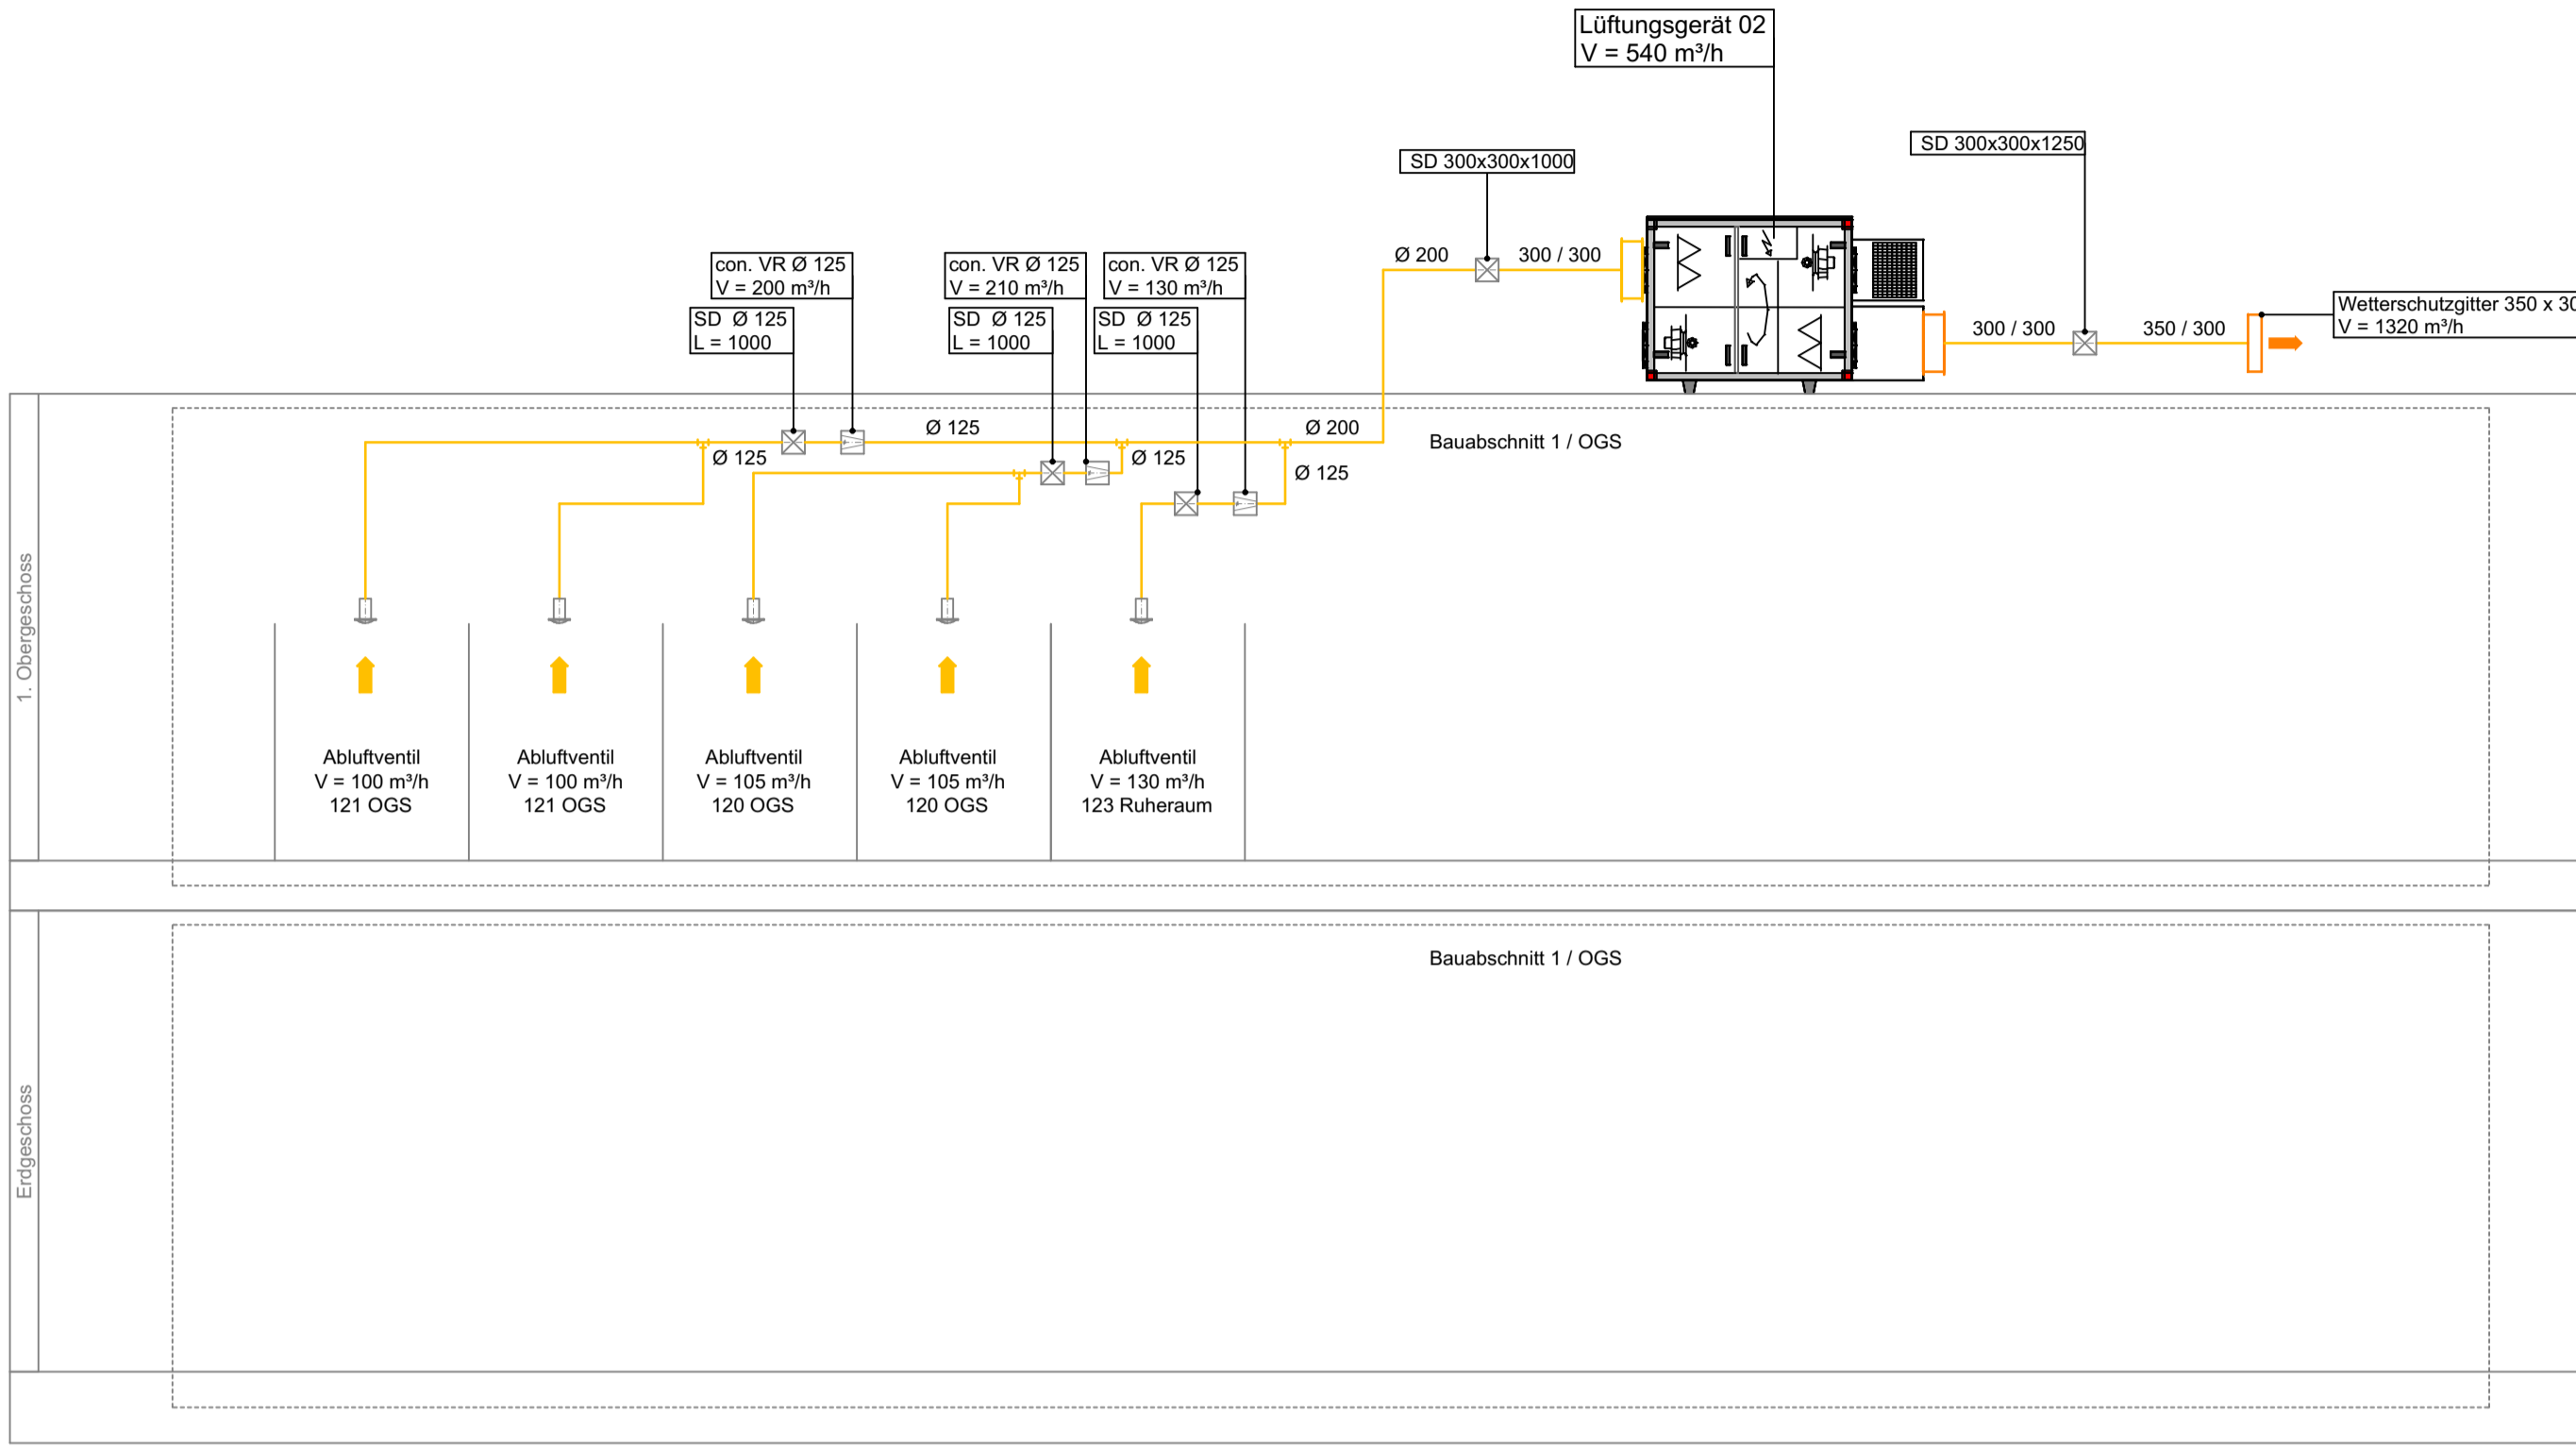 Lüftungsgerät 02
V = 540 m³/h
SD 300x300x1000
SD 300x300x1250
con. VR Ø 125
V = 200 m³/h
con. VR Ø 125
V = 210 m³/h
con. VR Ø 125
V = 130 m³/h
Ø 200
300 / 300
SD Ø 125
L = 1000
SD Ø 125
L = 1000
SD Ø 125
L = 1000
300 / 300
350 / 300
Wetterschutzgitter 350 x 30
V = 1320 m³/h
Ø 125
Ø 200
Bauabschnitt 1 / OGS
Ø 125
Ø 125
Ø 125
1. Obergeschoss
Abluftventil
V = 100 m³/h
121 OGS
Abluftventil
V = 100 m³/h
121 OGS
Abluftventil
V = 105 m³/h
120 OGS
Abluftventil
V = 105 m³/h
120 OGS
Abluftventil
V = 130 m³/h
123 Ruheraum
Bauabschnitt 1 / OGS
Erdgeschoss